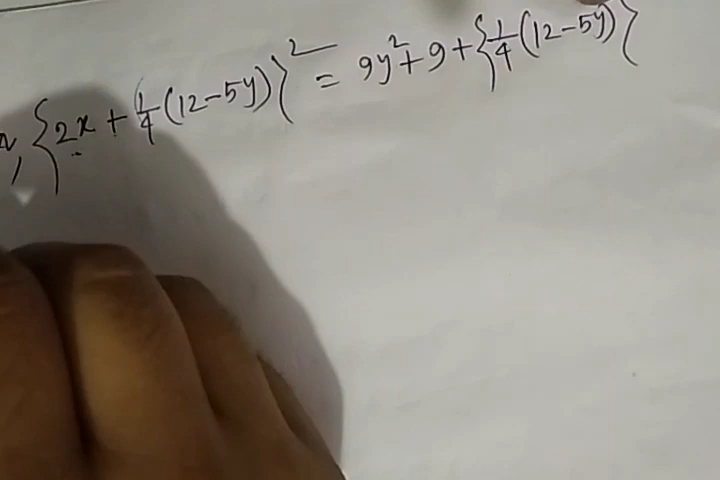 , {2x + (1/4(12-5y)}² = 9y² + 9 + {1/4(12-5y)}